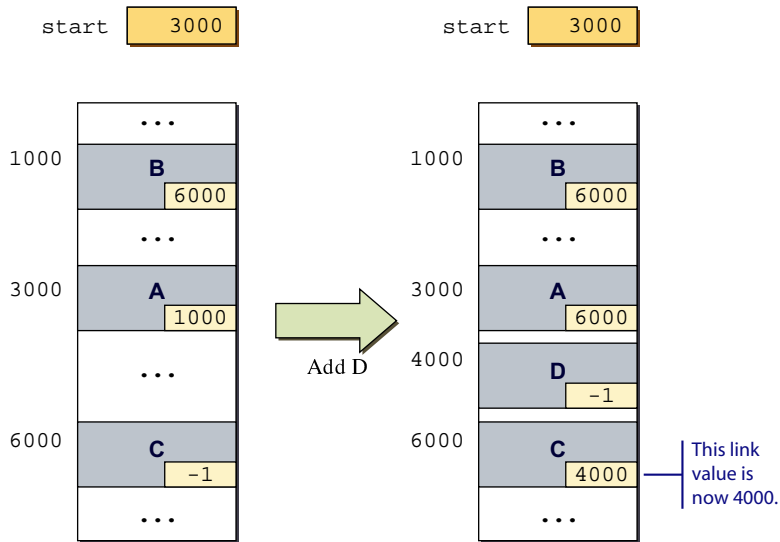 start 3000
...
1000
B
6000
...
3000
A
1000
...
6000
C
-1
...
Add D
start 3000
...
1000
B
6000
...
3000
A
6000
4000
D
-1
6000
C
4000
...
This link
value is
now 4000.